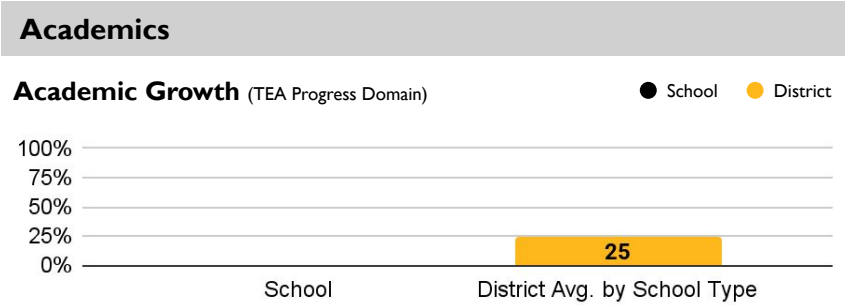 Academics
Academic Growth (TEA Progress Domain)
School
District
100%
75%
50%
25%
0%
25
School
District Avg. by School Type